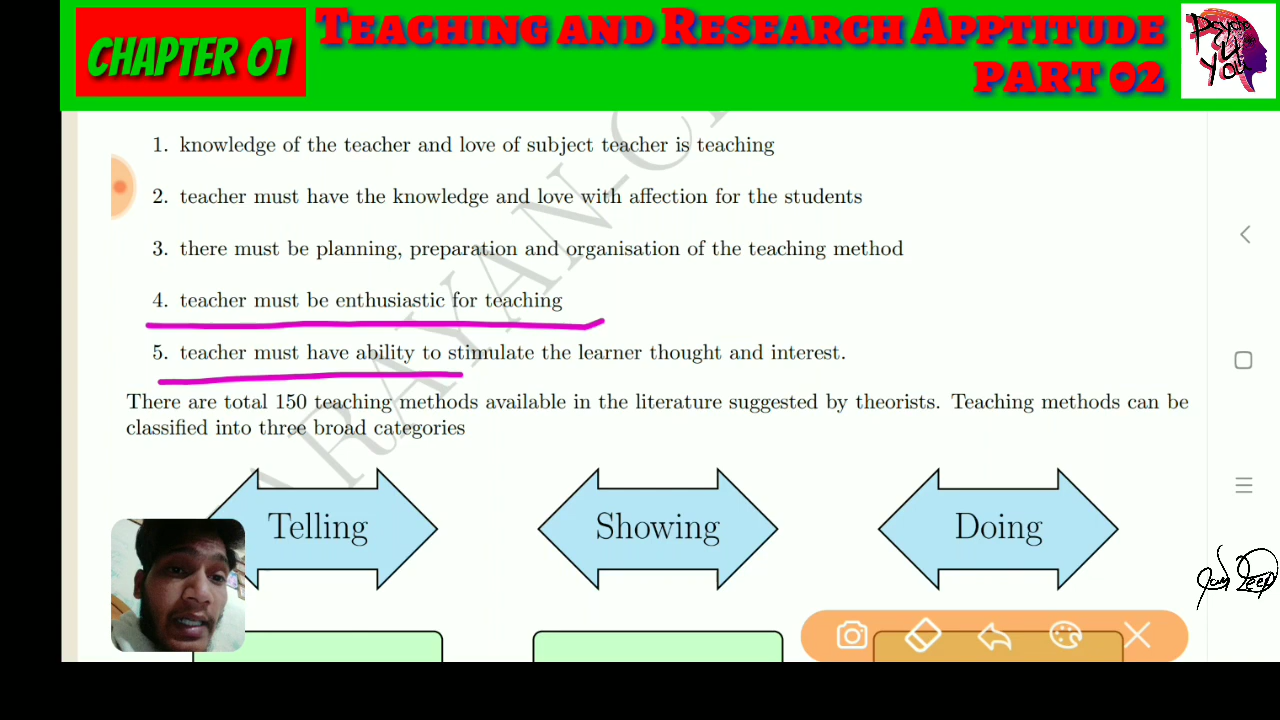 CHAPTER 01
TEACHING AND RESEARCH APPTITUDE
PART 02
Psycho
4
You
1. knowledge of the teacher and love of subject teacher is teaching
2. teacher must have the knowledge and love with affection for the students
3. there must be planning, preparation and organisation of the teaching method
4. teacher must be enthusiastic for teaching
5. teacher must have ability to stimulate the learner thought and interest.
There are total 150 teaching methods available in the literature suggested by theorists. Teaching methods can be
classified into three broad categories
Telling
Showing
Doing